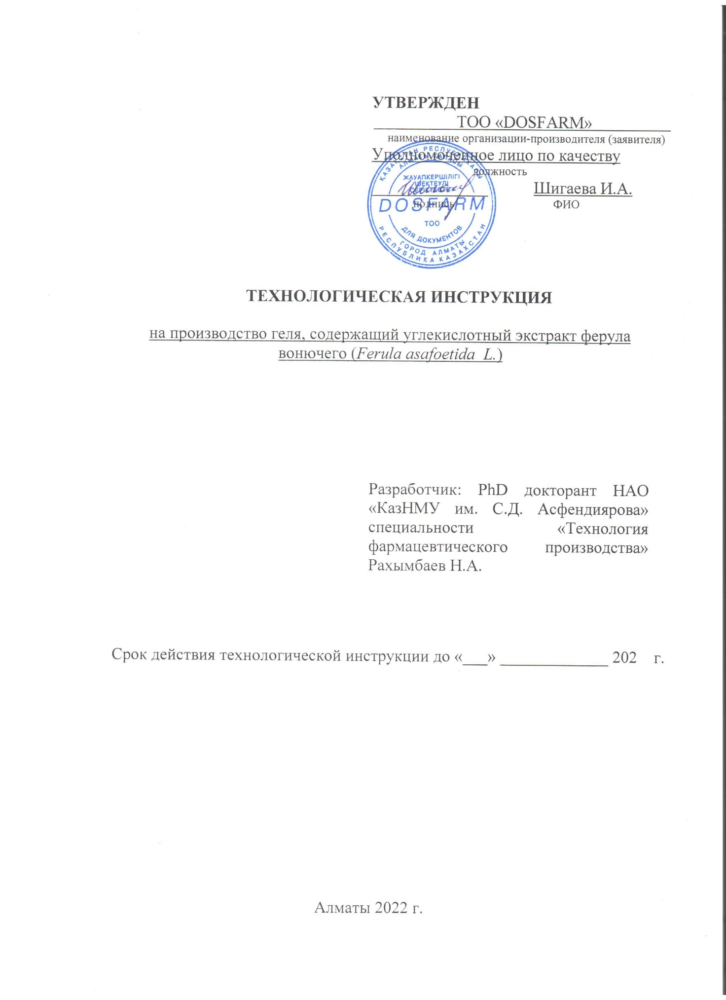 УТВЕРЖДЕН
ТОО «DOSFARM»
наименование организации-производителя (заявителя)
Уполномоченное лицо по качеству
должность
Шигаева И.А.
подпись
ФИО
ҚАЗАҚСТАН РЕСПУБЛИКАСЫ
АЛМАТЫ ҚАЛАСЫ
ЖАУАПКЕРШІЛІГІ
ШЕКТЕУЛІ
СЕРІКТЕСТІГІ
DOSFARM
ТОО
ДЛЯ ДОКУМЕНТОВ
ГОРОД АЛМАТЫ
РЕСПУБЛИКА КАЗАХСТАН
ТЕХНОЛОГИЧЕСКАЯ ИНСТРУКЦИЯ
на производство геля, содержащий углекислотный экстракт ферула
вонючего (Ferula asafoetida L.)
Разработчик: PhD докторант НАО
«КазНМУ им. С.Д. Асфендиярова»
специальности «Технология
фармацевтического производства»
Рахымбаев Н.А.
Срок действия технологической инструкции до «___» _____________ 202 г.
Алматы 2022 г.